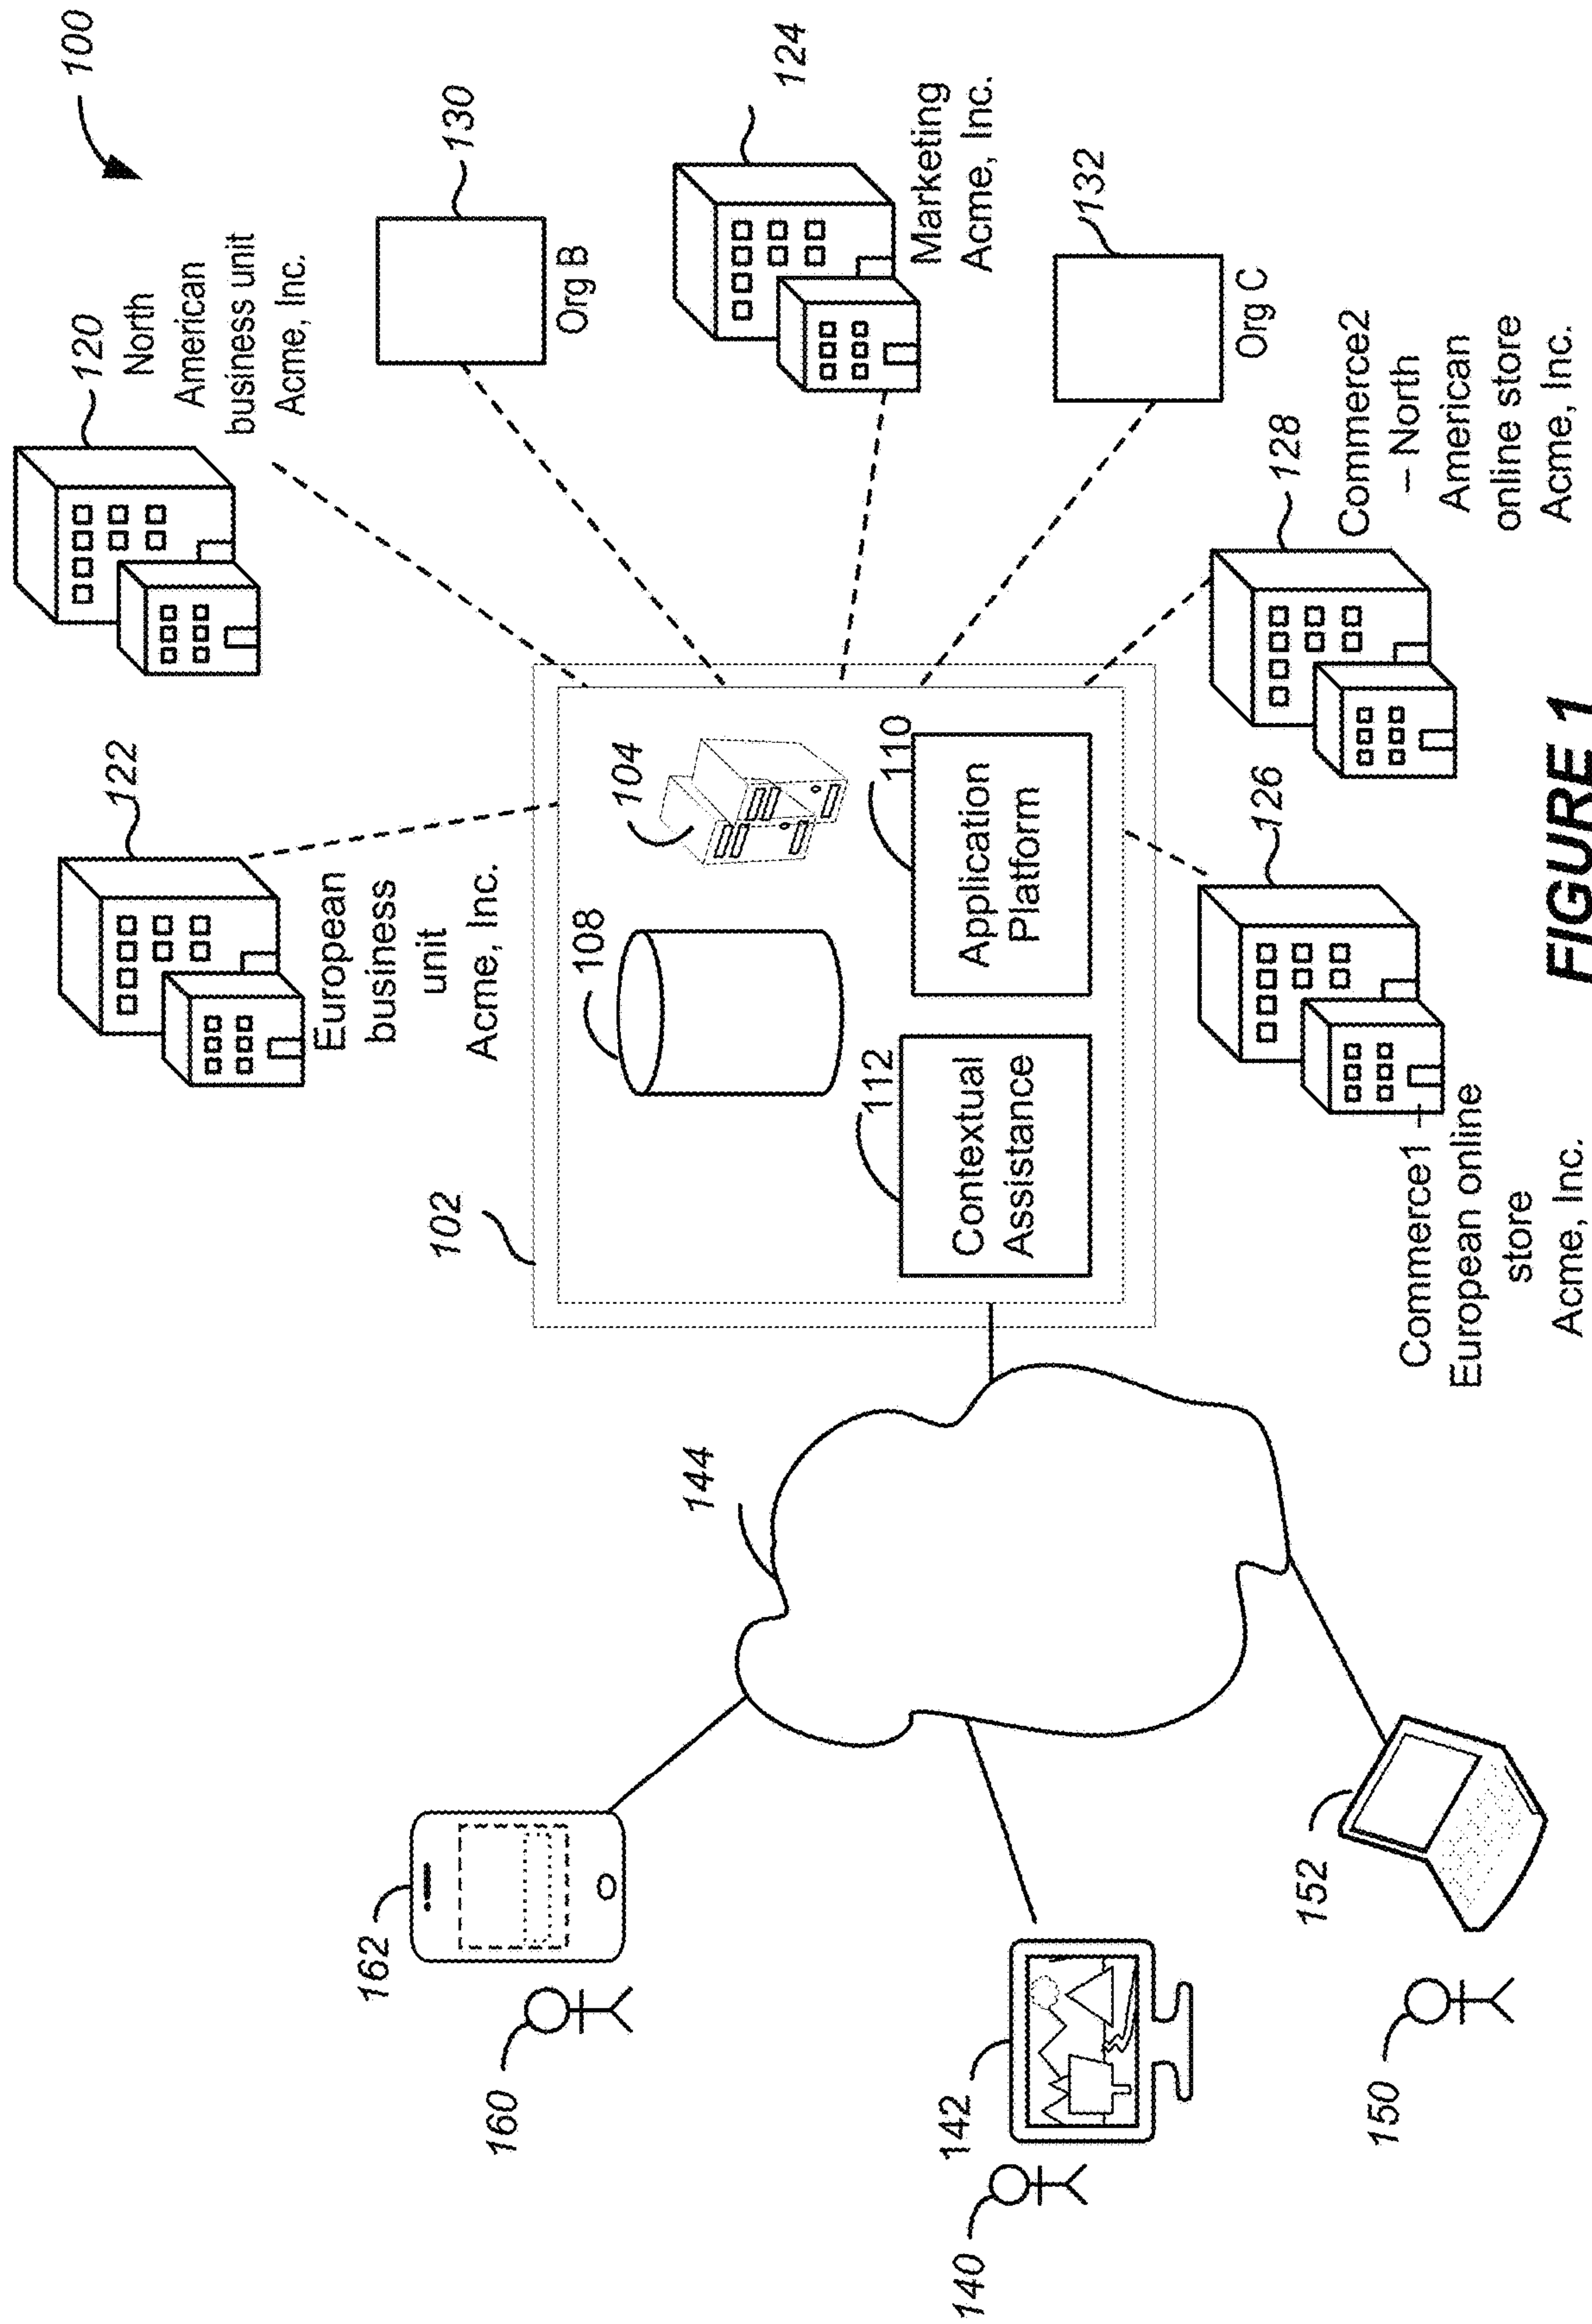 100
120
North
American
business unit
Acme, Inc.
122
European
business
unit
Acme, Inc.
130
Org B
124
Marketing
Acme, Inc.
132
Org C
102
108
104
112
Contextual
Assistance
110
Application
Platform
128
Commerce2
– North
American
online store
Acme, Inc.
126
Commerce1 –
European online
store
Acme, Inc.
144
162
160
142
140
152
150
FIGURE 1